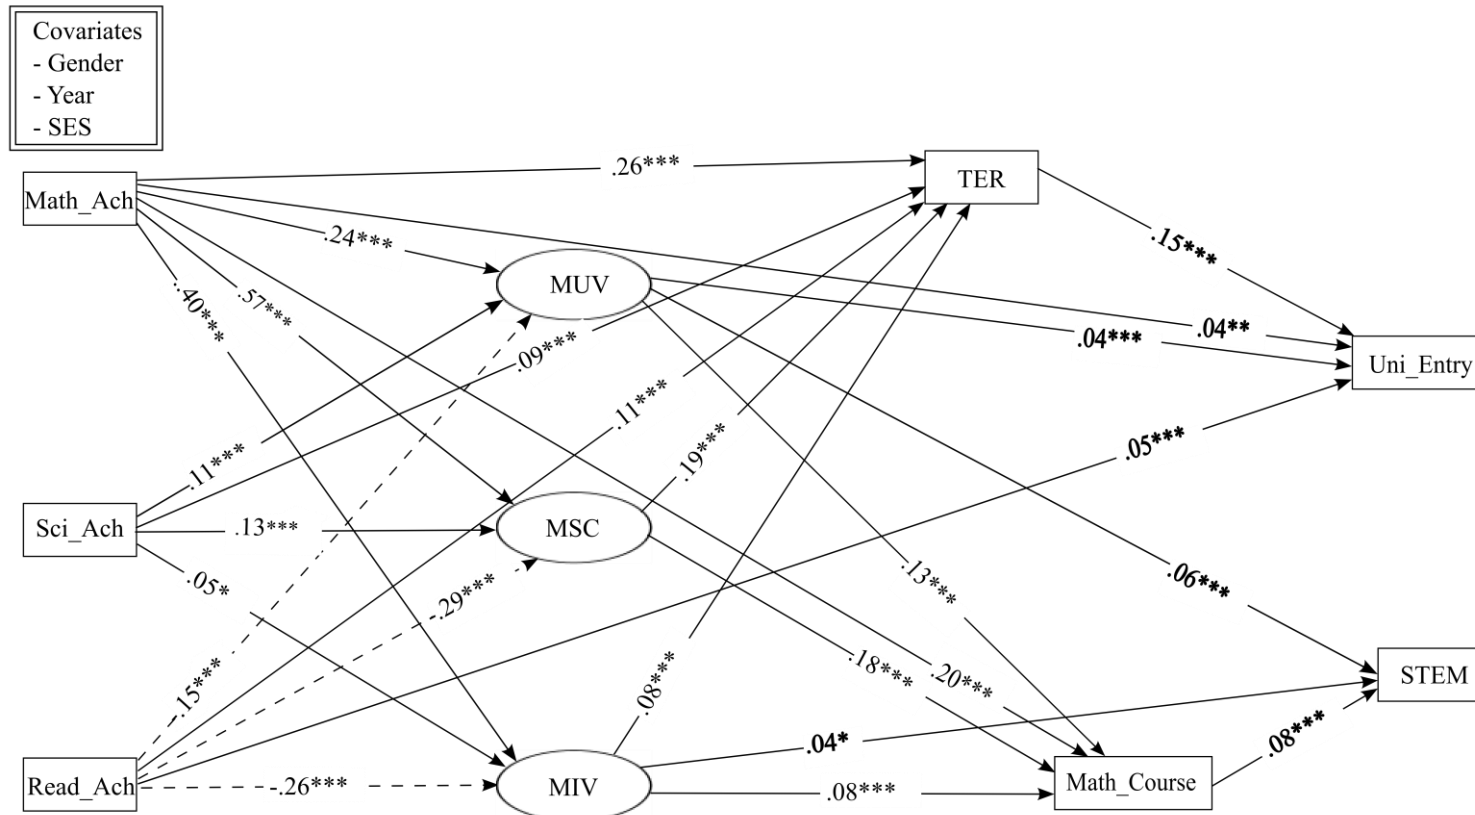 Covariates
- Gender
- Year
- SES
Math_Ach
.26***
TER
.24***
.15***
MUV
.40***
.57***
.04**
.04***
.09***
Uni_Entry
.11***
.11***
.19***
.05***
Sci_Ach
.13***
MSC
.05*
-.29***
.13***
.06***
-.15***
.08***
.18***
.20***
STEM
.04*
.08***
Read_Ach
-.26***
MIV
.08***
Math_Course